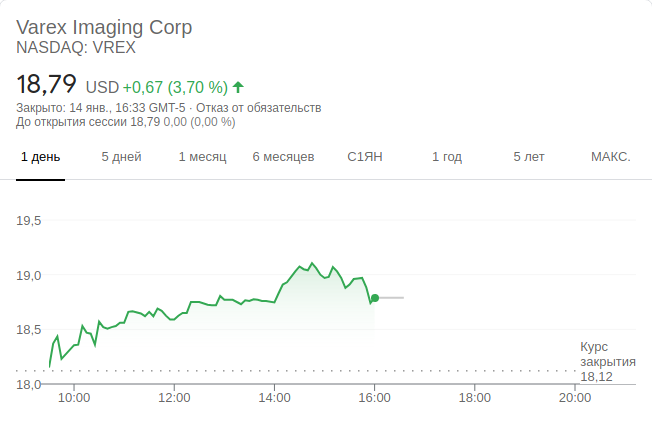 Varex Imaging Corp
NASDAQ: VREX
18,79 USD +0,67 (3,70 %)
Закрыто: 14 янв., 16:33 GMT-5 · Отказ от обязательств
До открытия сессии 18,79 0,00 (0,00 %)
1 день 5 дней 1 месяц 6 месяцев С1ЯН 1 год 5 лет МАКС.
19,5
19,0
18,5
Курс
закрытия
18,12
18,0
10:00 12:00 14:00 16:00 18:00 20:00